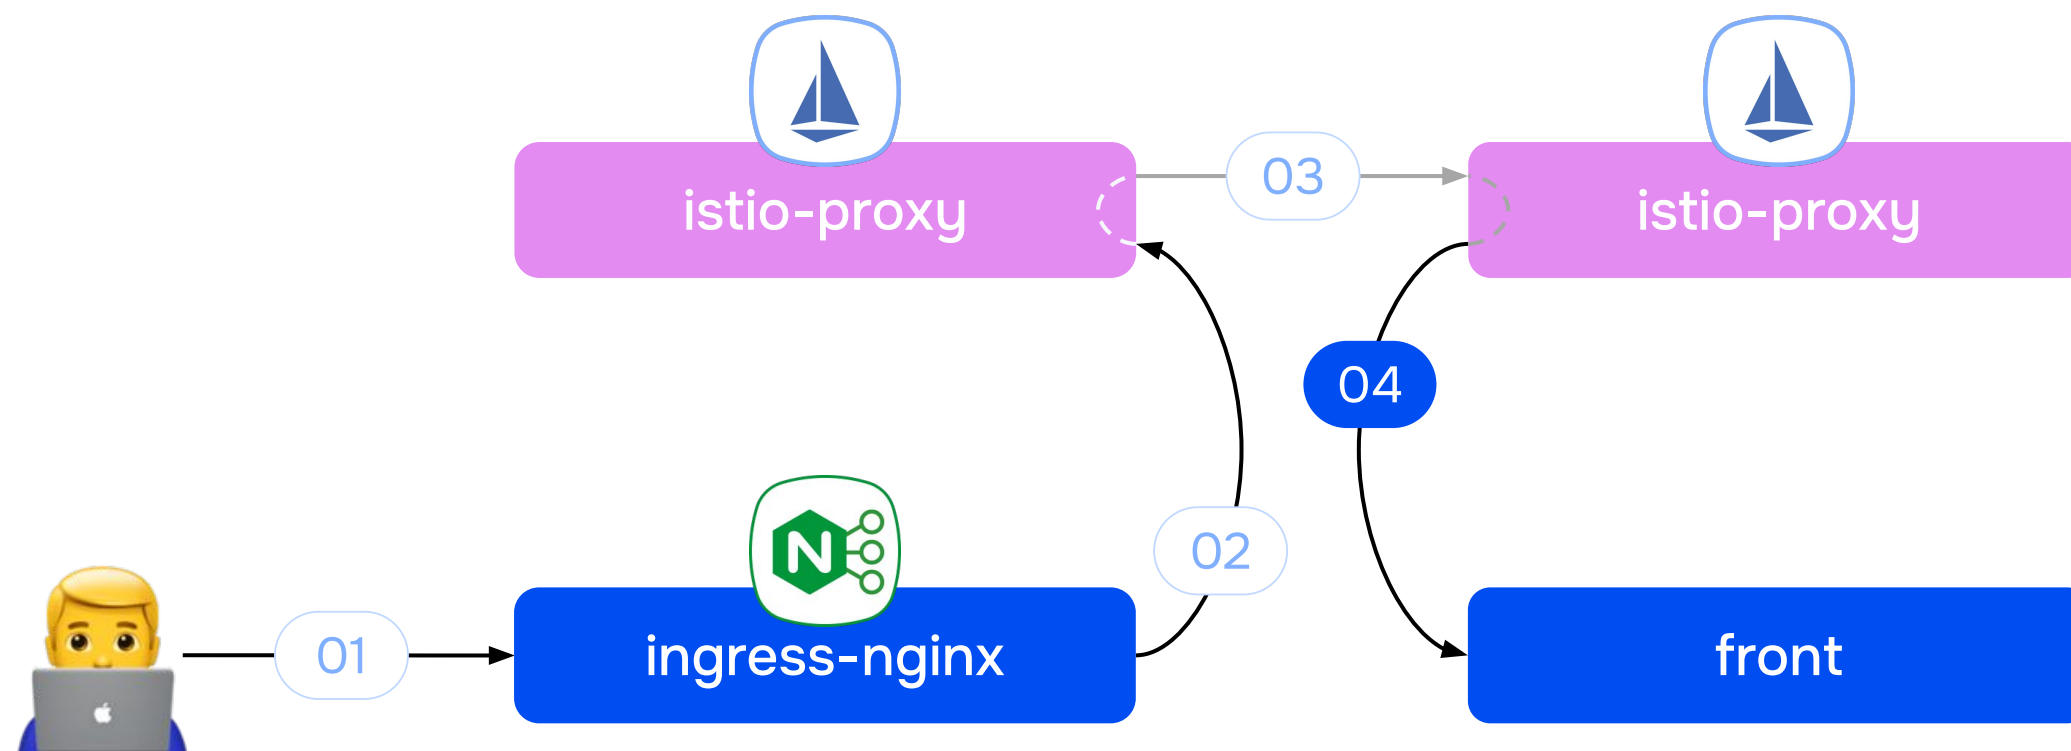 istio-proxy
03
istio-proxy
04
02
01
N
ingress-nginx
front